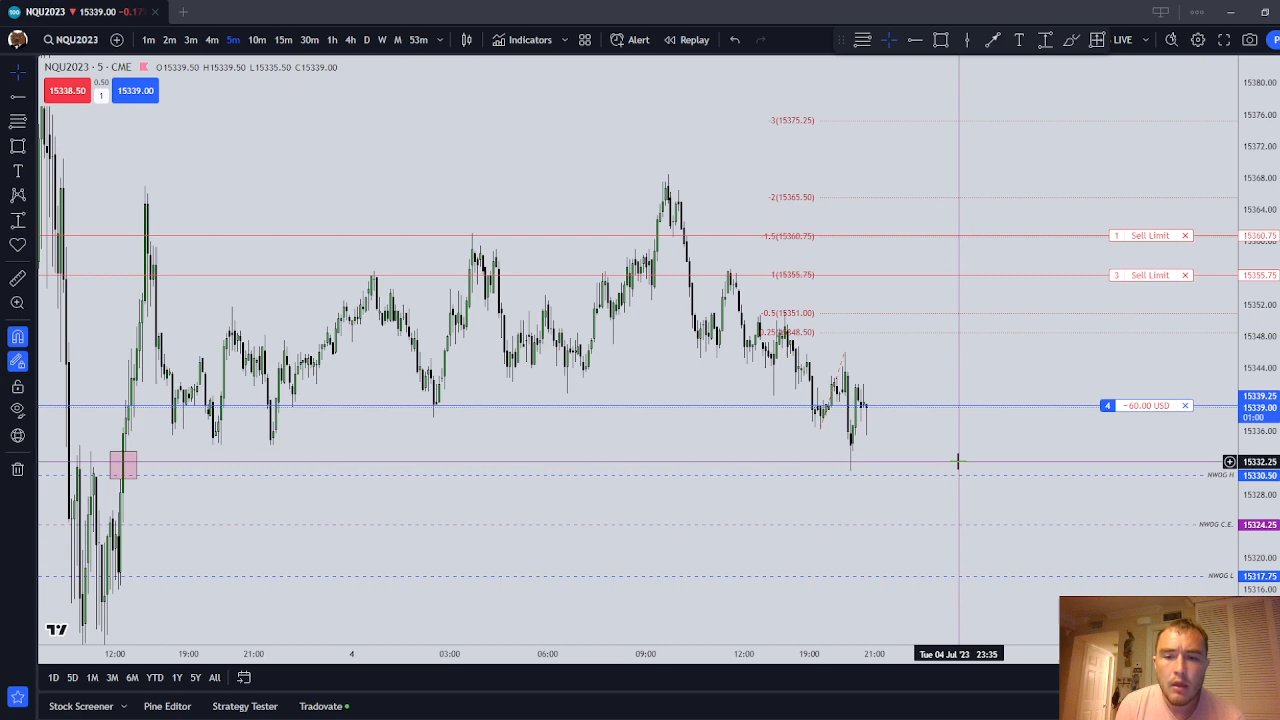 NQU2023 ▼ 15339.00 −0.17
NQU2023 1m 2m 3m 4m 5m 10m 15m 30m 1h 4h D W M 53m Indicators Alert Replay LIVE
NQU2023 · 5 · CME O15339.50 H15339.50 L15335.50 C15339.00
15338.50 0.50 1 15339.00
15380.00
15376.00
-3(15375.25)
15372.00
15368.00
-2(15365.50)
15364.00
-1.5(15360.75) 1 Sell Limit 15360.75
15360.00
1(15355.75) 3 Sell Limit 15355.75
15352.00
-0.5(15351.00)
15348.00
15344.00
15339.25
4 −60.00 USD 15339.00
01:00
15336.00
15332.25
NWOG H 15330.50
15328.00
NWOG C.E. 15324.25
15320.00
NWOG L 15317.75
15316.00
12:00 19:00 21:00 4 03:00 06:00 09:00 12:00 19:00 21:00 Tue 04 Jul '23 23:35
1D 5D 1M 3M 6M YTD 1Y 5Y All
Stock Screener Pine Editor Strategy Tester Tradovate